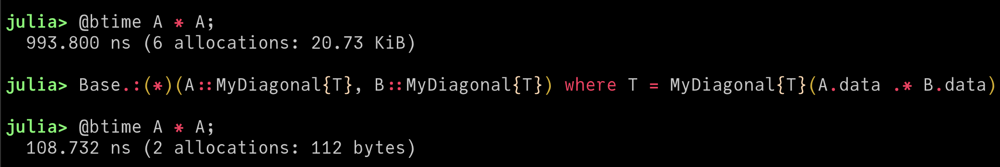 julia> @btime A * A;
  993.800 ns (6 allocations: 20.73 KiB)
julia> Base.:(*)(A::MyDiagonal{T}, B::MyDiagonal{T}) where T = MyDiagonal{T}(A.data .* B.data)
julia> @btime A * A;
  108.732 ns (2 allocations: 112 bytes)